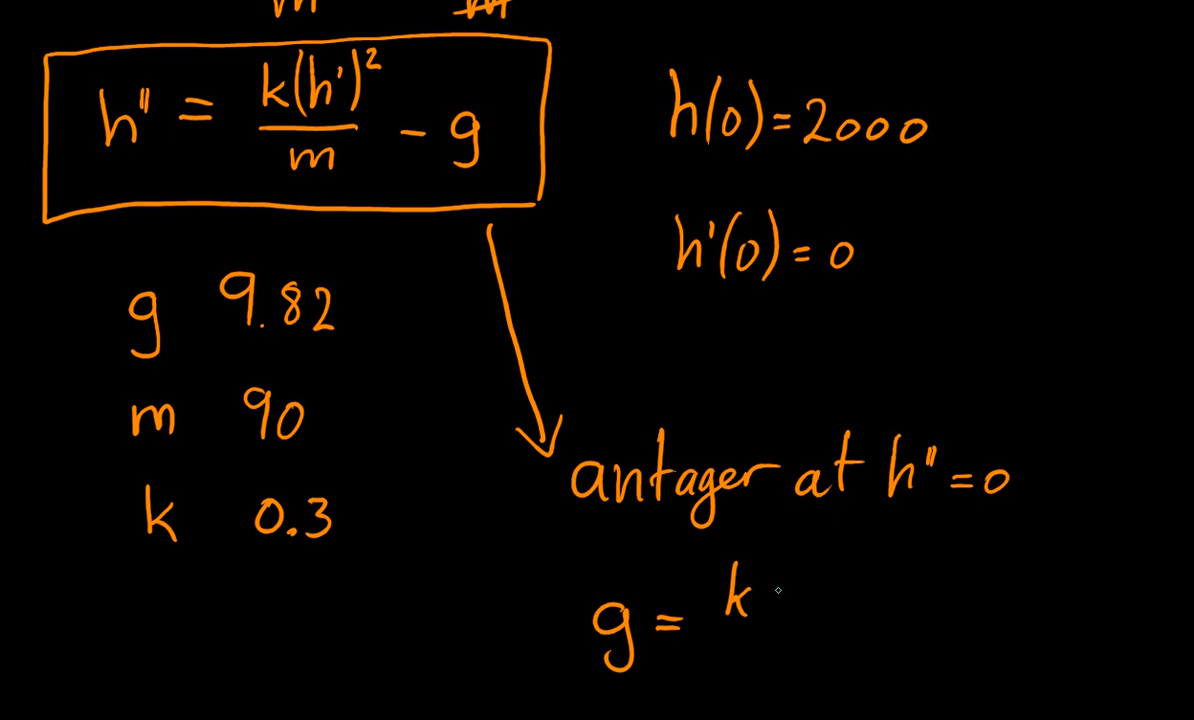 h'' = k(h')² / m - g
h(0) = 2000
h'(0) = 0
g 9.82
m 90
k 0.3
antager at h'' = 0
g = k